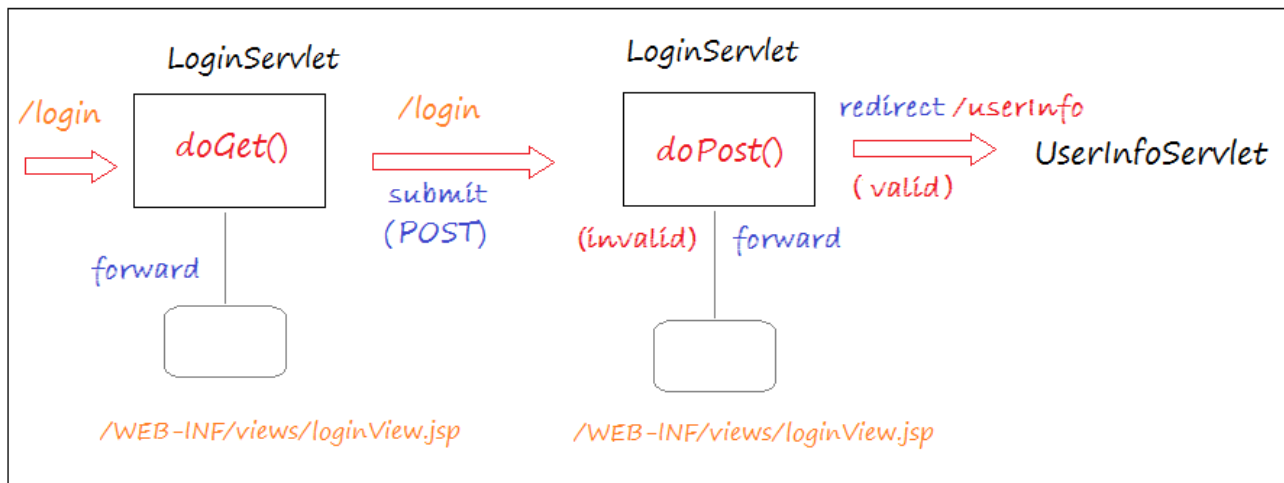 LoginServlet
/login
doGet()
forward
/WEB-INF/views/loginView.jsp
/login
submit
(POST)
LoginServlet
doPost()
(invalid) forward
/WEB-INF/views/loginView.jsp
redirect /userInfo
(valid)
UserInfoServlet